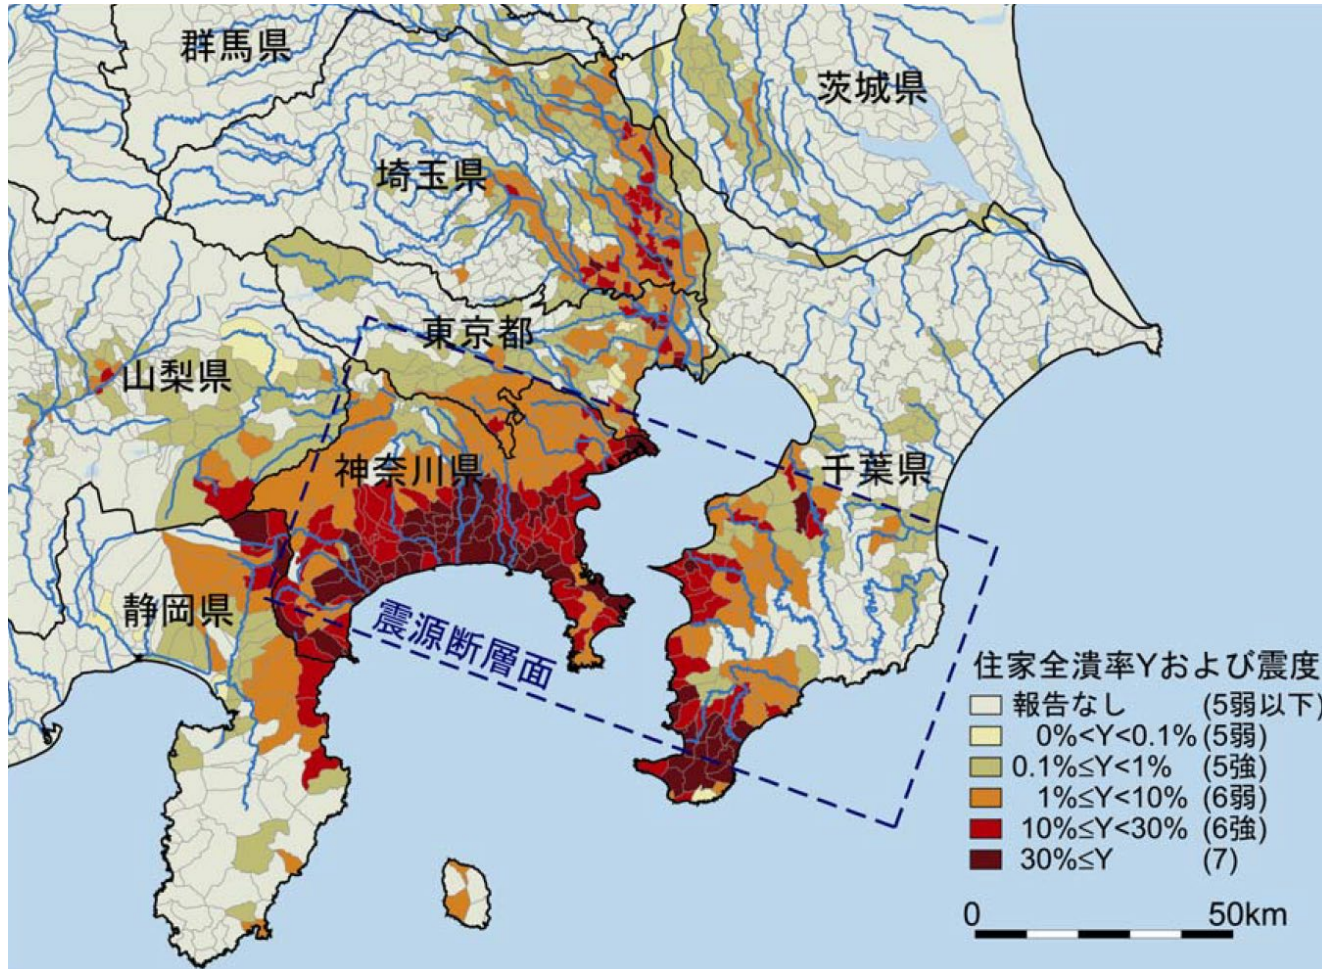 群馬県
茨城県
埼玉県
東京都
山梨県
神奈川県
千葉県
静岡県
震源断層面
住家全潰率Yおよび震度
報告なし (5弱以下)
0%<Y<0.1% (5弱)
0.1%≤Y<1% (5強)
1%≤Y<10% (6弱)
10%≤Y<30% (6強)
30%≤Y (7)
0 50km